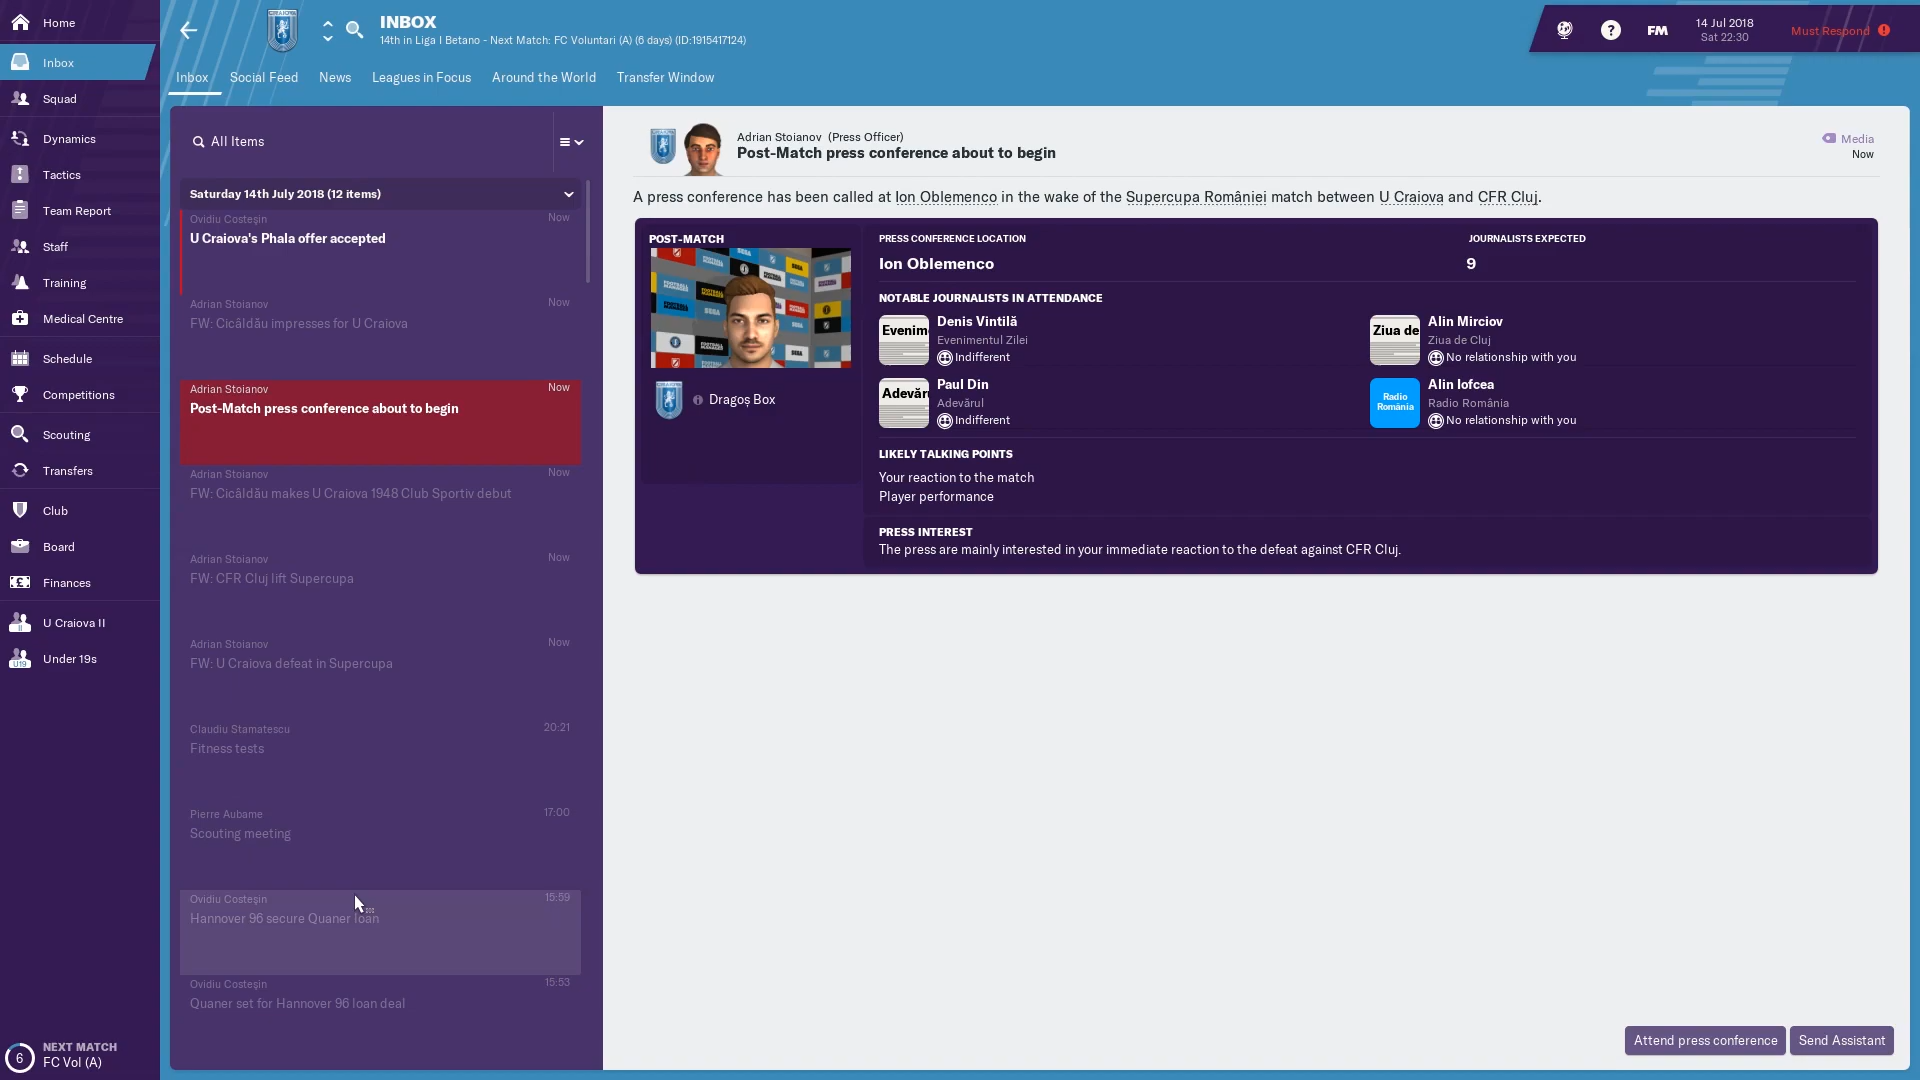 Home
Inbox
Squad
Dynamics
Tactics
Team Report
Staff
Training
Medical Centre
Schedule
Competitions
Scouting
Transfers
Club
Board
Finances
U Craiova II
Under 19s
6
NEXT MATCH
FC Vol (A)
INBOX
14th in Liga I Betano - Next Match: FC Voluntari (A) (6 days) (ID:1915417124)
FM
14 Jul 2018
Sat 22:30
Must Respond
Inbox
Social Feed
News
Leagues in Focus
Around the World
Transfer Window
All Items
Saturday 14th July 2018 (12 items)
Ovidiu Costeşin
Now
U Craiova's Phala offer accepted
Adrian Stoianov
Now
FW: Cicâldău impresses for U Craiova
Adrian Stoianov
Now
Post-Match press conference about to begin
Adrian Stoianov
Now
FW: Cicâldău makes U Craiova 1948 Club Sportiv debut
Adrian Stoianov
Now
FW: CFR Cluj lift Supercupa
Adrian Stoianov
Now
FW: U Craiova defeat in Supercupa
Claudiu Stamatescu
20:21
Fitness tests
Pierre Aubame
17:00
Scouting meeting
Ovidiu Costeşin
15:59
Hannover 96 secure Quaner loan
Ovidiu Costeşin
15:53
Quaner set for Hannover 96 loan deal
Adrian Stoianov (Press Officer)
Post-Match press conference about to begin
Media
Now
A press conference has been called at Ion Oblemenco in the wake of the Supercupa României match between U Craiova and CFR Cluj.
POST-MATCH
Dragoş Box
PRESS CONFERENCE LOCATION
Ion Oblemenco
JOURNALISTS EXPECTED
9
NOTABLE JOURNALISTS IN ATTENDANCE
Evenim
Denis Vintilă
Evenimentul Zilei
Indifferent
Ziua de
Alin Mirciov
Ziua de Cluj
No relationship with you
Adevăru
Paul Din
Adevărul
Indifferent
Radio
România
Alin Iofcea
Radio România
No relationship with you
LIKELY TALKING POINTS
Your reaction to the match
Player performance
PRESS INTEREST
The press are mainly interested in your immediate reaction to the defeat against CFR Cluj.
Attend press conference
Send Assistant